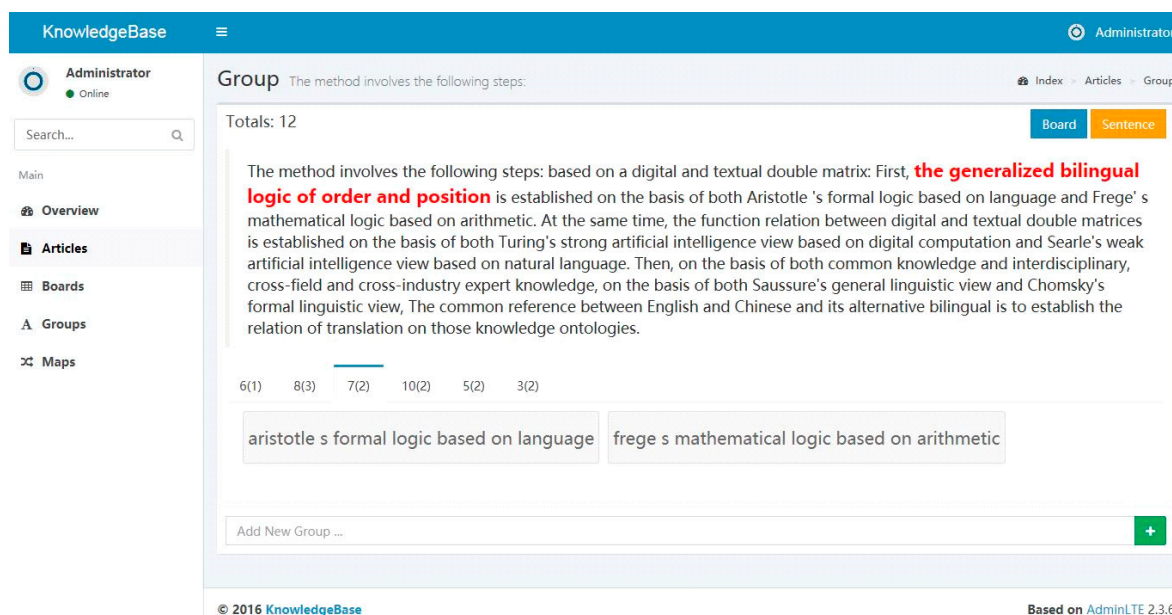 KnowledgeBase
Administrator
Administrator
Online
Group The method involves the following steps:
Index > Articles > Group
Search...
Totals: 12
Board Sentence
Main
Overview
Articles
Boards
Groups
Maps
The method involves the following steps: based on a digital and textual double matrix: First, the generalized bilingual
logic of order and position is established on the basis of both Aristotle 's formal logic based on language and Frege' s
mathematical logic based on arithmetic. At the same time, the function relation between digital and textual double matrices
is established on the basis of both Turing's strong artificial intelligence view based on digital computation and Searle's weak
artificial intelligence view based on natural language. Then, on the basis of both common knowledge and interdisciplinary,
cross-field and cross-industry expert knowledge, on the basis of both Saussure's general linguistic view and Chomsky's
formal linguistic view, The common reference between English and Chinese and its alternative bilingual is to establish the
relation of translation on those knowledge ontologies.
6(1) 8(3) 7(2) 10(2) 5(2) 3(2)
aristotle s formal logic based on language
frege s mathematical logic based on arithmetic
Add New Group ...
© 2016 KnowledgeBase
Based on AdminLTE 2.3.6